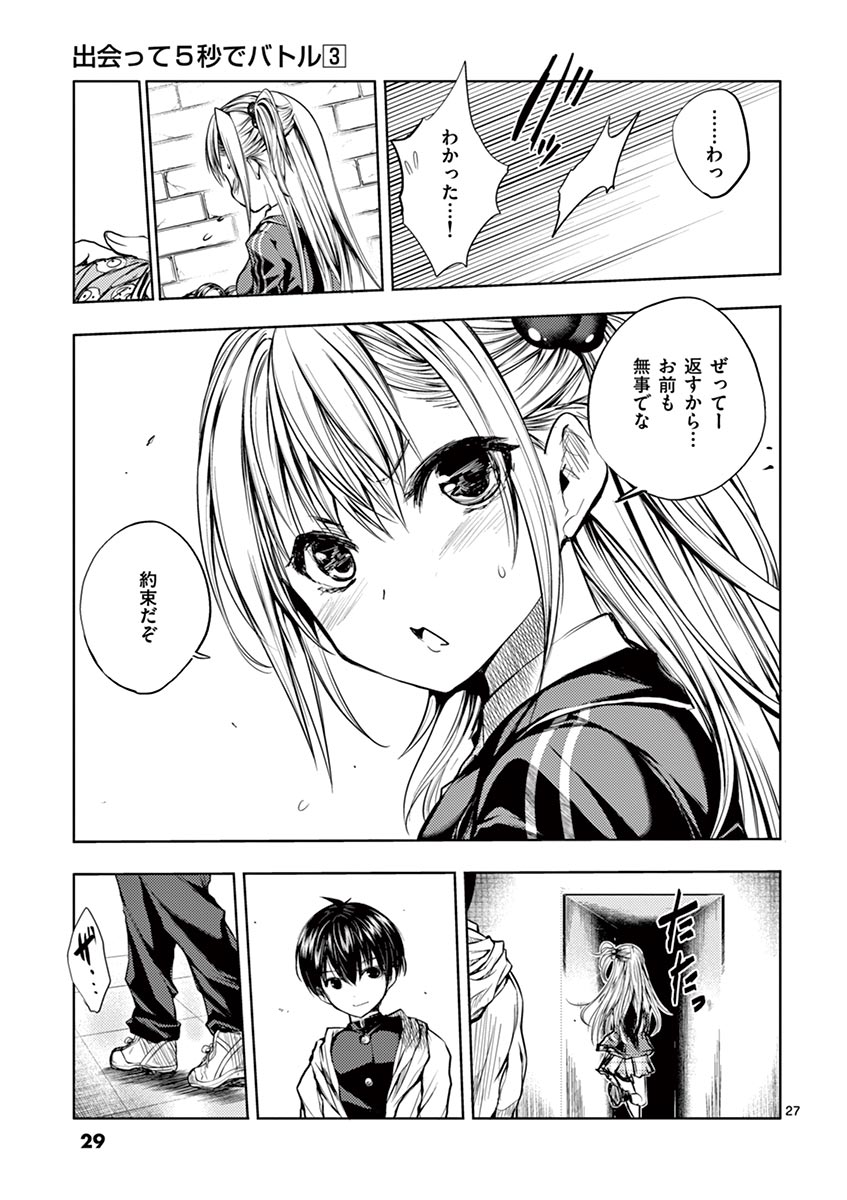 出会って5秒でバトル3
……わっ
わかった…!
ぜってー
返すから…
お前も
無事でな
約束だぞ
たたっ
ザ…
27
29